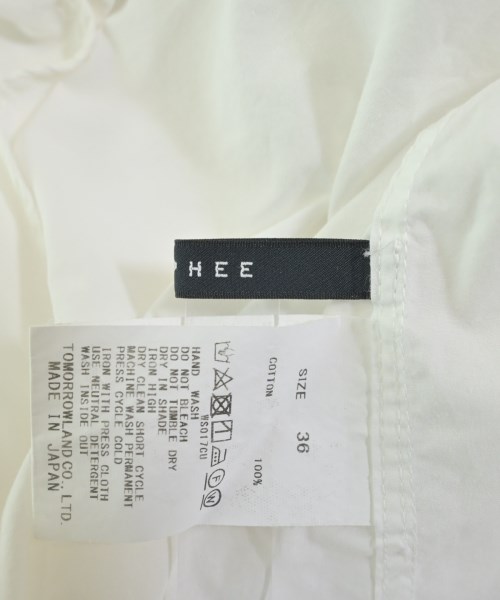 HEE
SIZE 36
COTTON 100%
WS017CU
HAND WASH
DO NOT BLEACH
DO NOT TUMBLE DRY
DRY IN SHADE
IRON HIGH
DRY CLEAN SHORT CYCLE
MACHINE WASH PERMANENT
PRESS CYCLE COLD
IRON WITH PRESS CLOTH
USE NEUTRAL DETERGENT
WASH INSIDE OUT
TOMORROWLAND CO., LTD.
MADE IN JAPAN